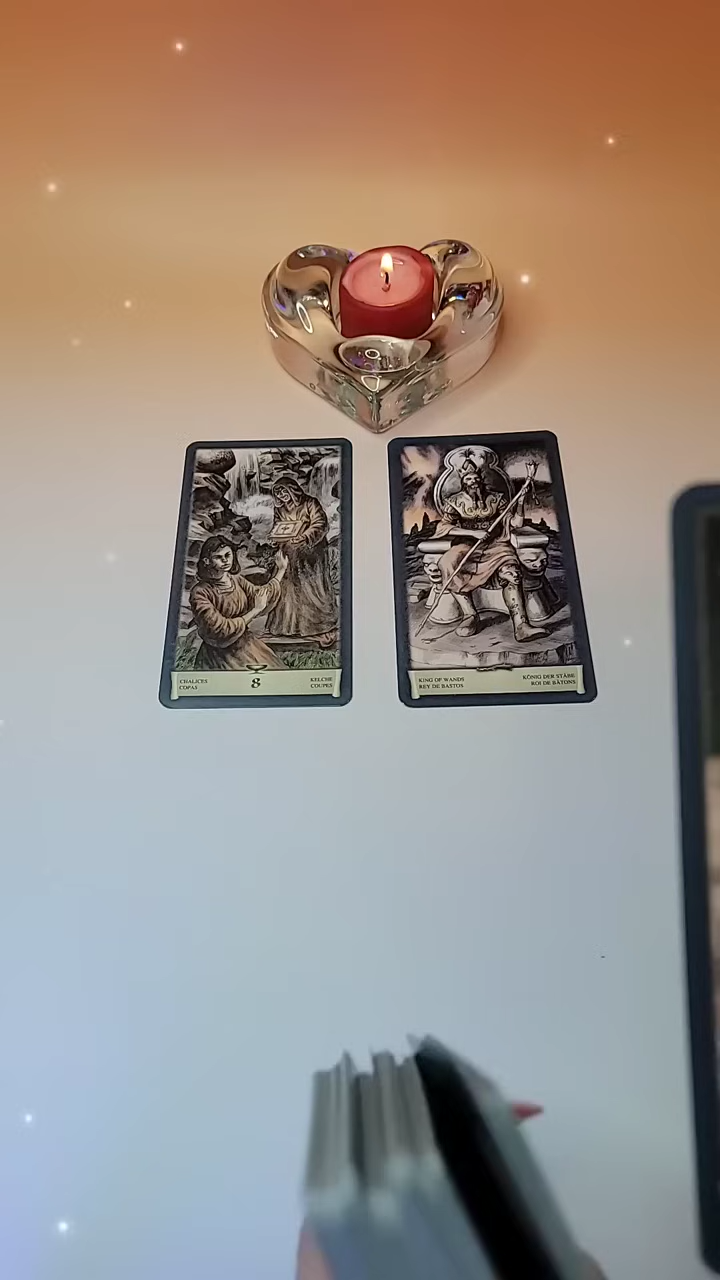 CHALICES
COPAS
8
KELCHE
COUPES
KING OF WANDS
REY DE BASTOS
KÖNIG DER STÄBE
ROI DE BÂTONS